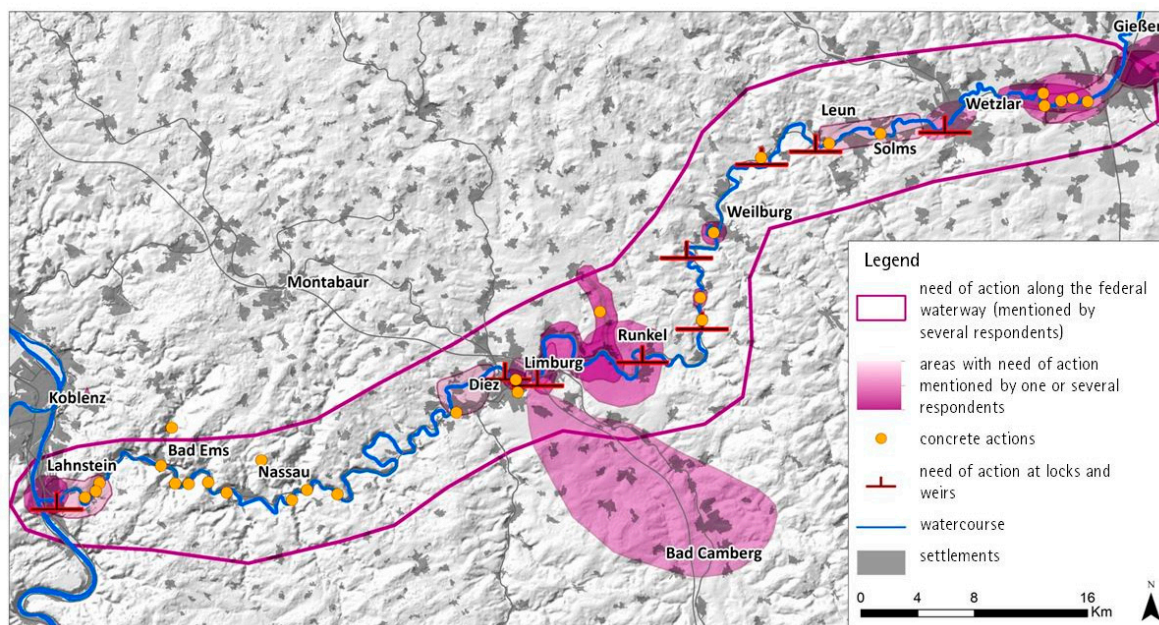 Gießen
Wetzlar
Leun
Solms
Weilburg
Montabaur
Runkel
Limburg
Diez
Koblenz
Bad Ems
Nassau
Lahnstein
Bad Camberg
Legend
need of action along the federal
waterway (mentioned by
several respondents)
areas with need of action
mentioned by one or several
respondents
concrete actions
need of action at locks and
weirs
watercourse
settlements
N
0 4 8 16
Km